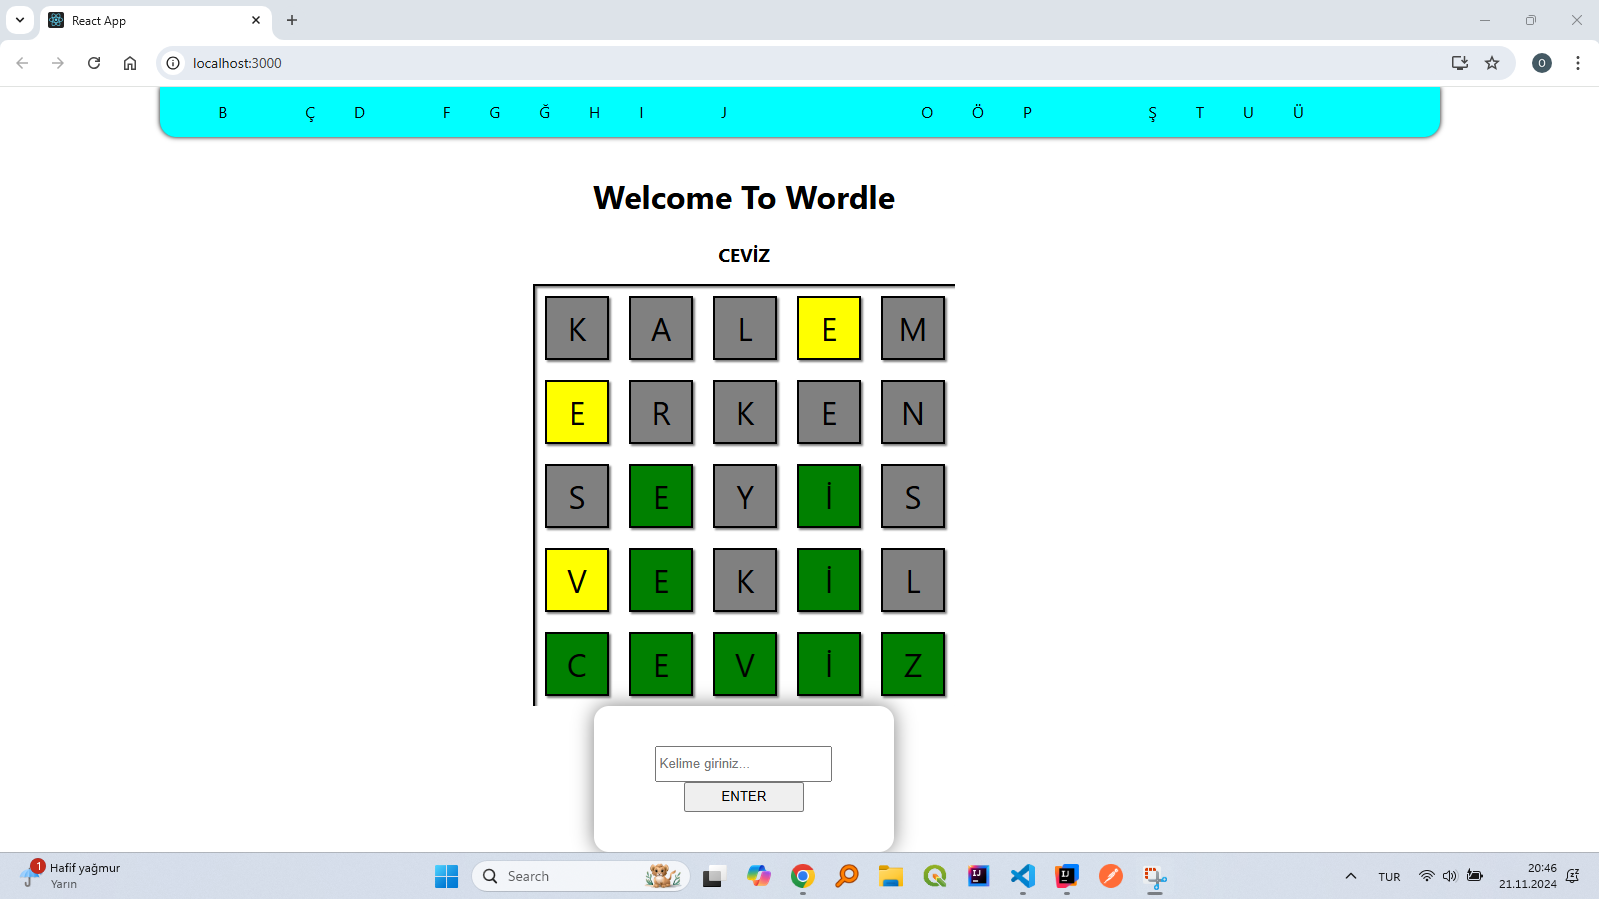 React App
localhost:3000
O
B Ç D F G Ğ H I J O Ö P Ş T U Ü
Welcome To Wordle
CEVİZ
K A L E M
E R K E N
S E Y İ S
V E K İ L
C E V İ Z
Kelime giriniz...
ENTER
1
Hafif yağmur
Yarın
Search
TUR
20:46
21.11.2024